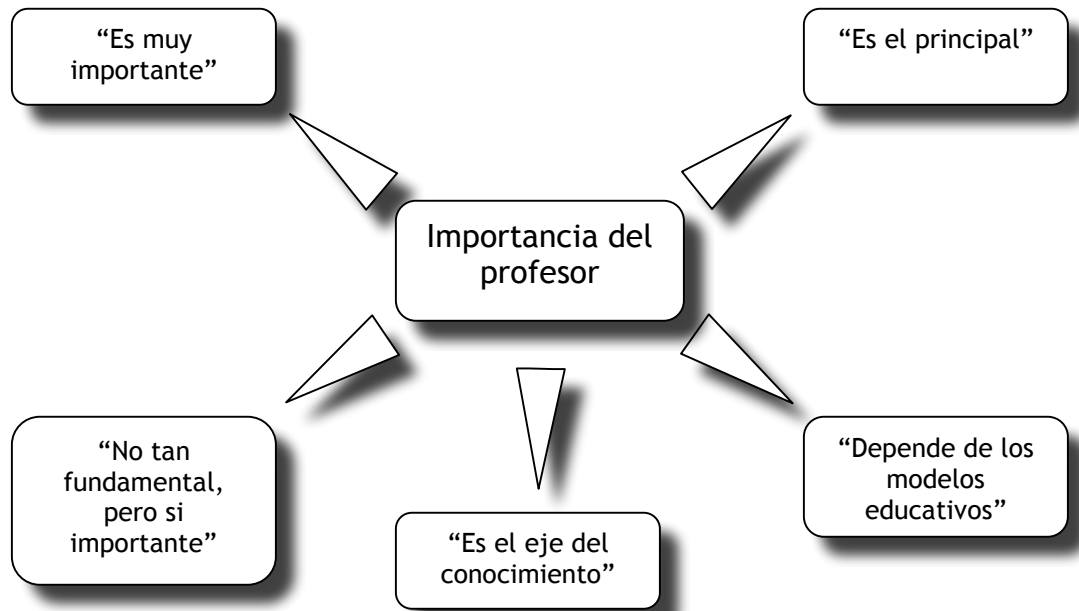 “Es muy
importante”
“Es el principal”
Importancia del
profesor
“No tan
fundamental,
pero si
importante”
“Es el eje del
conocimiento”
“Depende de los
modelos
educativos”